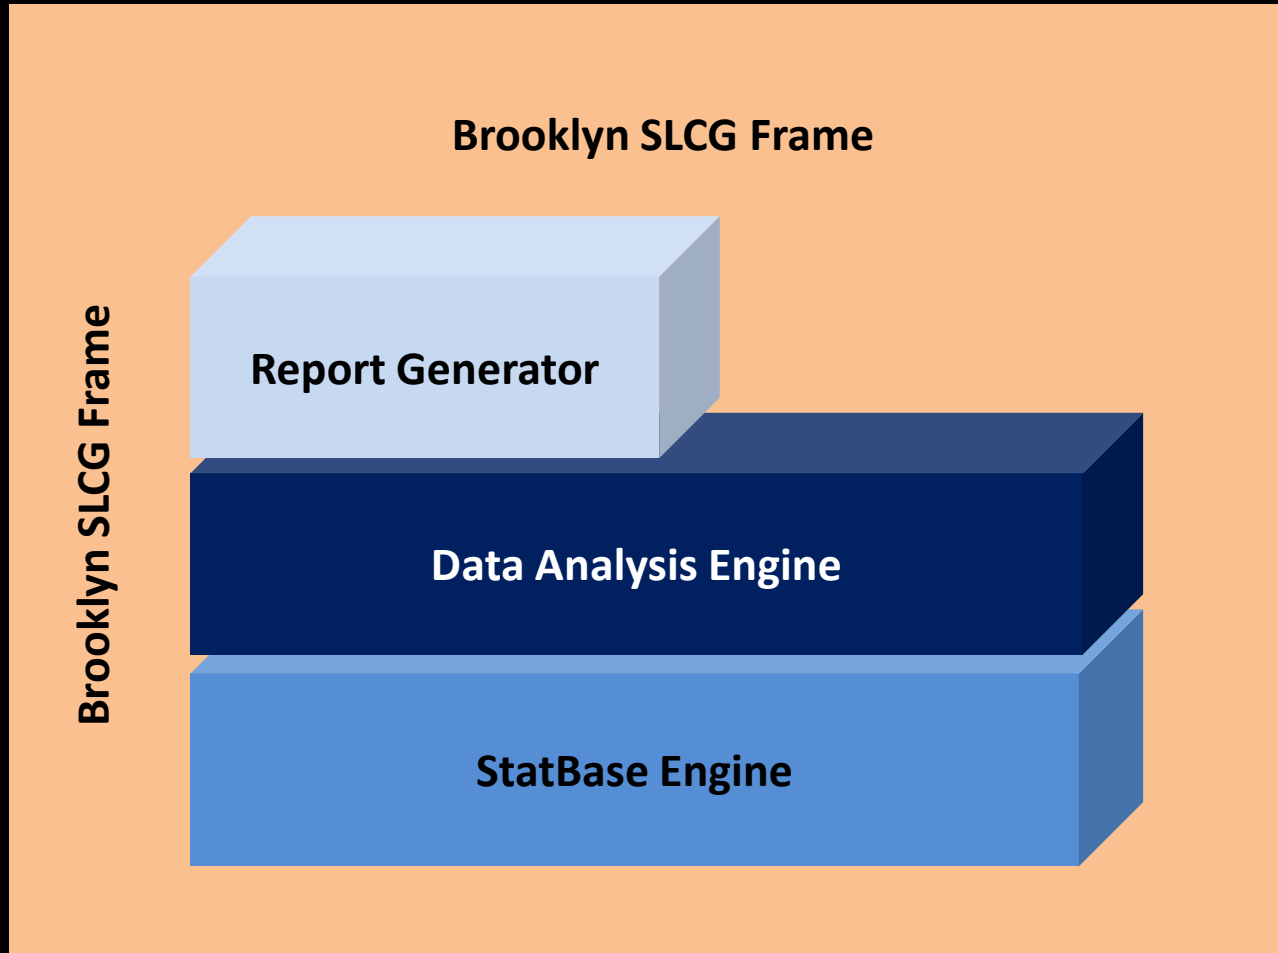 Brooklyn SLCG Frame
Brooklyn SLCG Frame
Report Generator
Data Analysis Engine
StatBase Engine